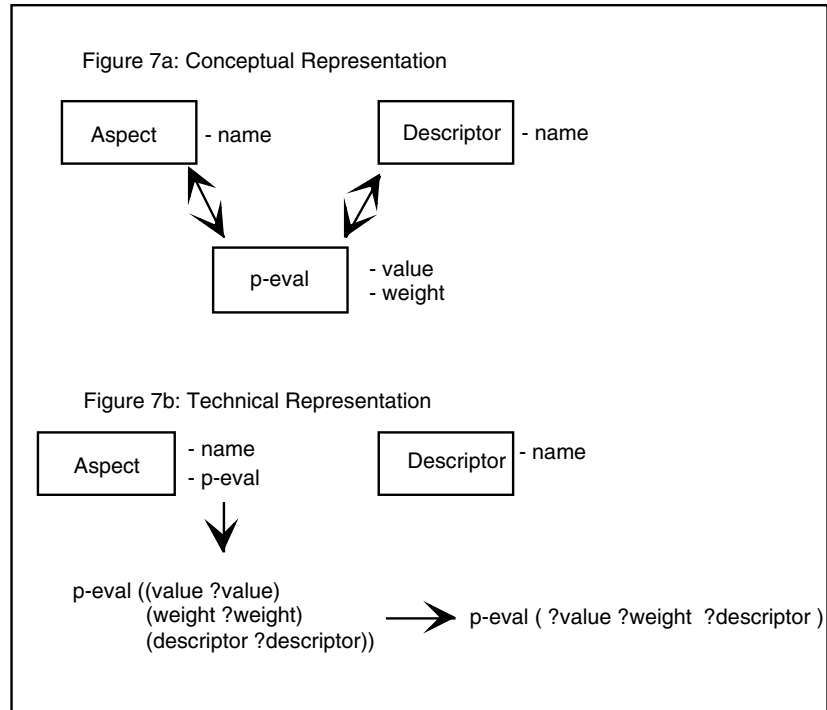 Figure 7a: Conceptual Representation
Aspect - name
Descriptor - name
p-eval - value
- weight
Figure 7b: Technical Representation
Aspect - name
- p-eval
Descriptor - name
p-eval ((value ?value)
(weight ?weight)
(descriptor ?descriptor))
p-eval ( ?value ?weight ?descriptor )